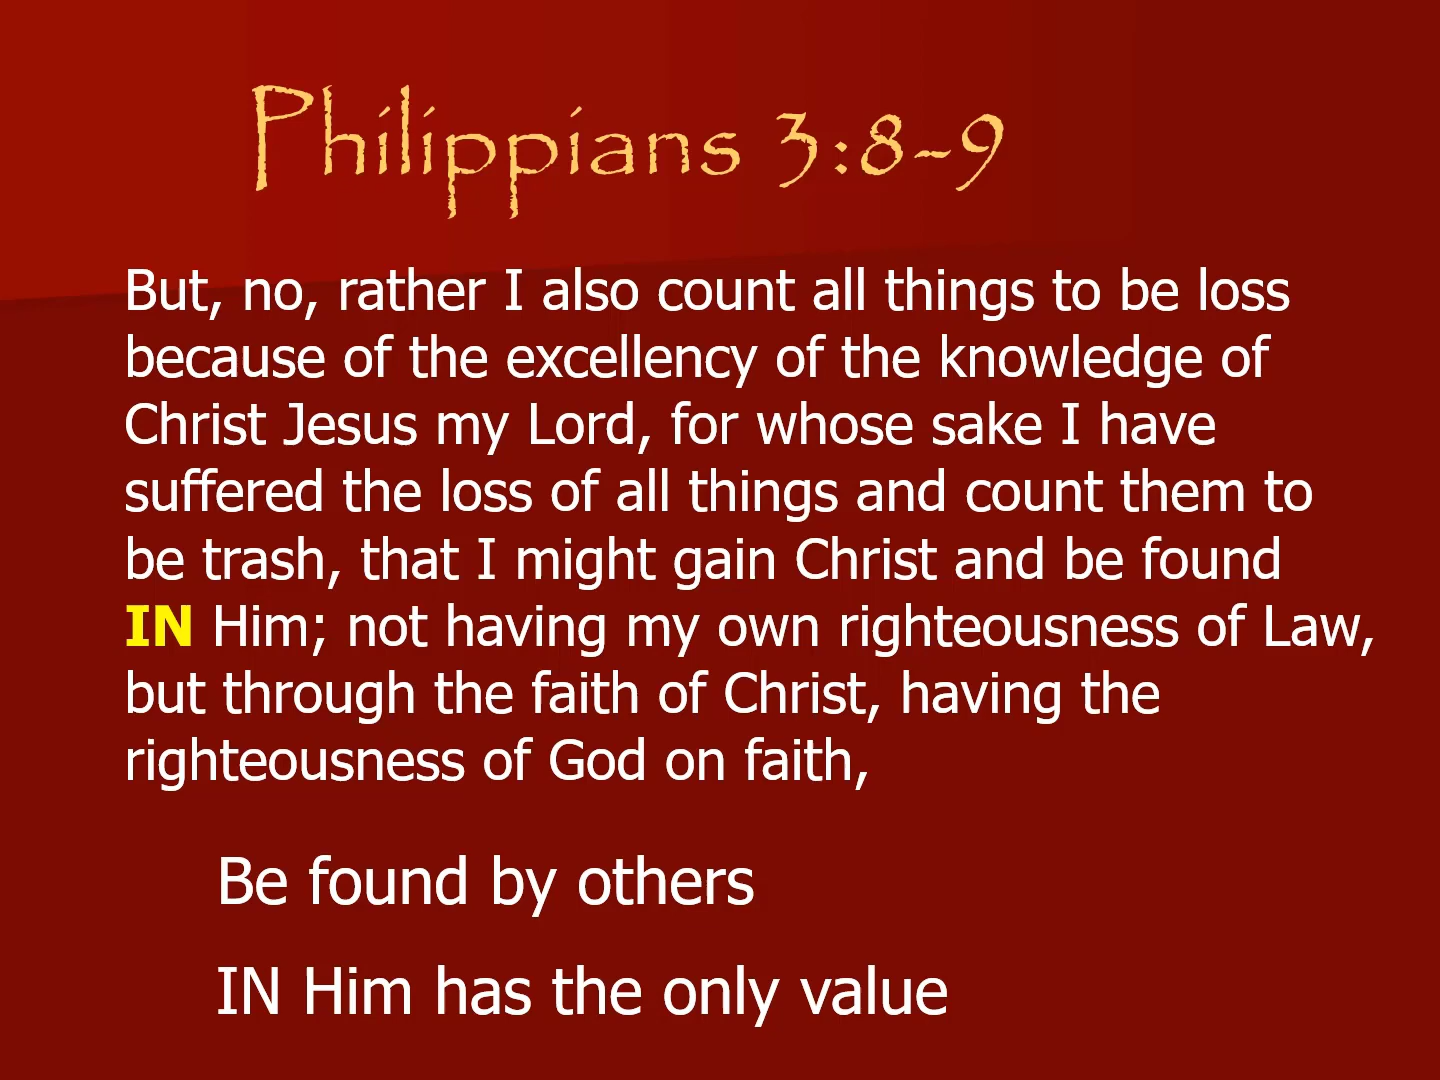 Philippians 3:8-9
But, no, rather I also count all things to be loss
because of the excellency of the knowledge of
Christ Jesus my Lord, for whose sake I have
suffered the loss of all things and count them to
be trash, that I might gain Christ and be found
IN Him; not having my own righteousness of Law,
but through the faith of Christ, having the
righteousness of God on faith,
Be found by others
IN Him has the only value